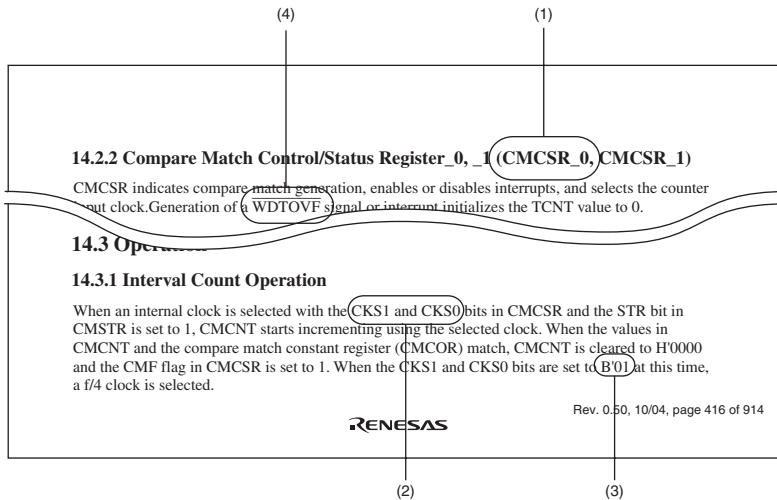 (4) (1)
14.2.2 Compare Match Control/Status Register_0, _1 (CMCSR_0, CMCSR_1)
CMCSR indicates compare match generation, enables or disables interrupts, and selects the counter
input clock.Generation of a WDTOVF signal or interrupt initializes the TCNT value to 0.
14.3 Operation
14.3.1 Interval Count Operation
When an internal clock is selected with the CKS1 and CKS0 bits in CMCSR and the STR bit in
CMSTR is set to 1, CMCNT starts incrementing using the selected clock. When the values in
CMCNT and the compare match constant register (CMCOR) match, CMCNT is cleared to H'0000
and the CMF flag in CMCSR is set to 1. When the CKS1 and CKS0 bits are set to B'01 at this time,
a f/4 clock is selected.
Rev. 0.50, 10/04, page 416 of 914
RENESAS
(2) (3)